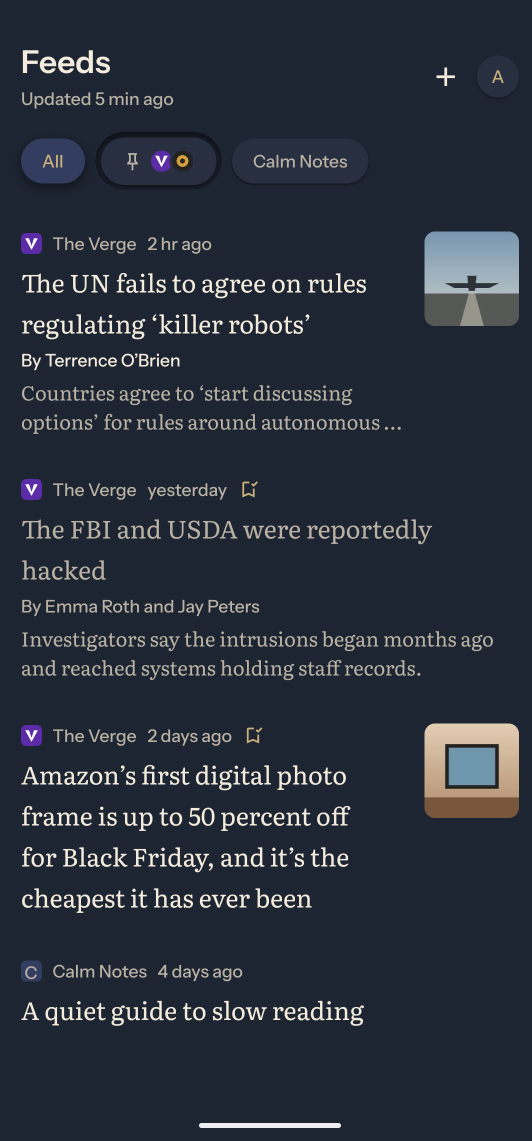 Feeds
Updated 5 min ago
A
All
V
Calm Notes
V The Verge 2 hr ago
The UN fails to agree on rules
regulating ‘killer robots’
By Terrence O’Brien
Countries agree to ‘start discussing
options’ for rules around autonomous…
V The Verge yesterday
The FBI and USDA were reportedly
hacked
By Emma Roth and Jay Peters
Investigators say the intrusions began months ago
and reached systems holding staff records.
V The Verge 2 days ago
Amazon’s first digital photo
frame is up to 50 percent off
for Black Friday, and it’s the
cheapest it has ever been
C Calm Notes 4 days ago
A quiet guide to slow reading